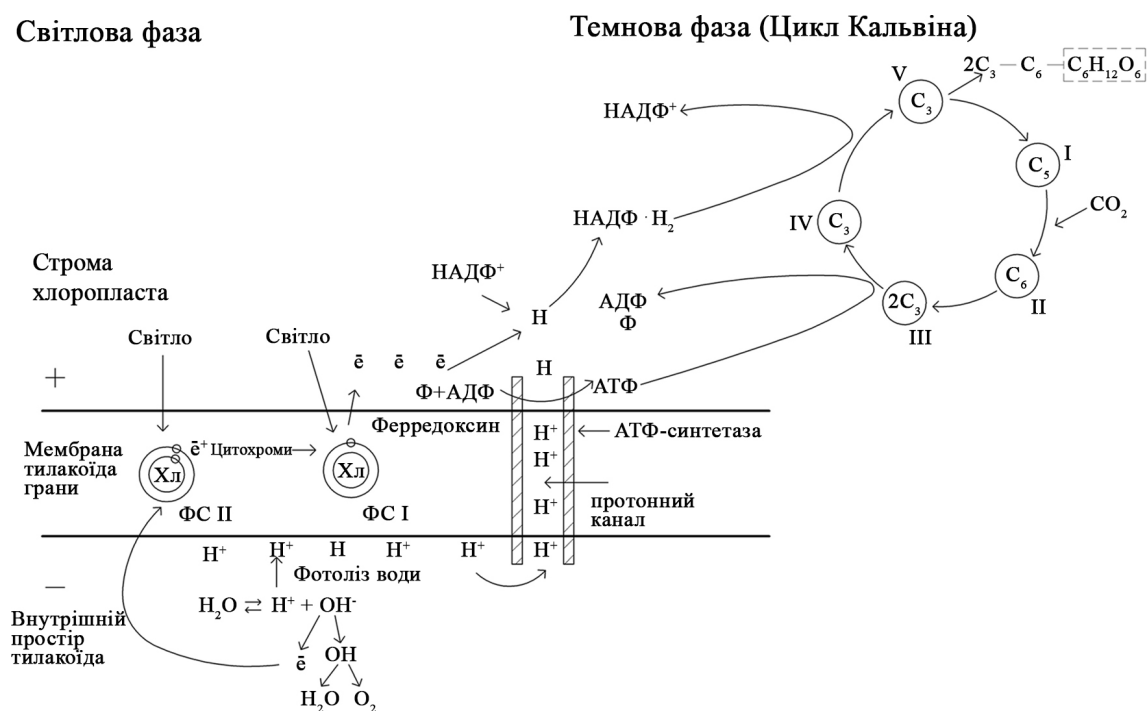 Світлова фаза
Темнова фаза (Цикл Кальвіна)
V
2C₃ — C₆ — C₆H₁₂O₆
C₃
НАДФ⁺
C₅
I
НАДФ · H₂
IV
C₃
CO₂
Строма
хлоропласта
НАДФ⁺
H
АДФ
Ф
2C₃
III
C₆
II
Світло
Світло
ē ē ē
H
+
Ф+АДФ
АТФ
Ферредоксин
H⁺
АТФ-синтетаза
Мембрана
тилакоїда
грани
Хл
ē⁺ Цитохроми
Хл
H⁺
ФС II
ФС I
H⁺
протонний
канал
H⁺ H⁺ H H⁺ H⁺ H⁺
Фотоліз води
−
H₂O ⇄ H⁺ + OH⁻
Внутрішній
простір
тилакоїда
ē
OH
H₂O O₂